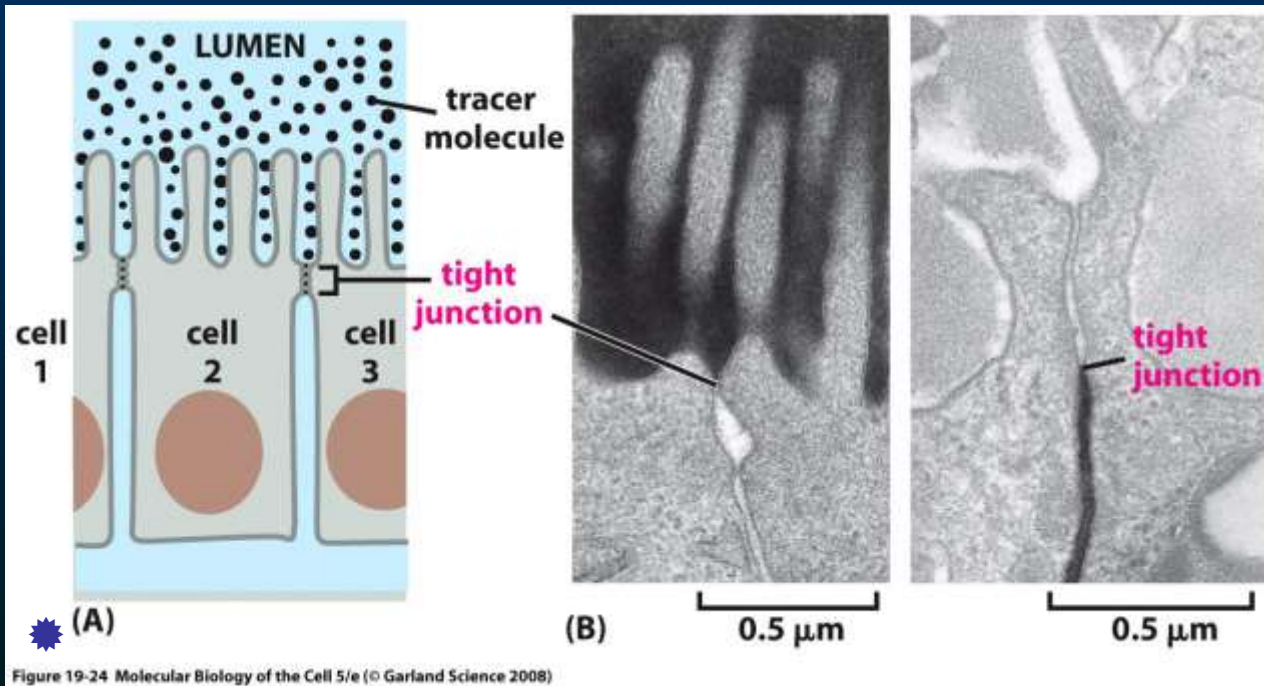 LUMEN
tracer
molecule
tight
junction
cell
1
cell
2
cell
3
tight
junction
(A)
(B)
0.5 μm
0.5 μm
Figure 19-24 Molecular Biology of the Cell 5/e (© Garland Science 2008)